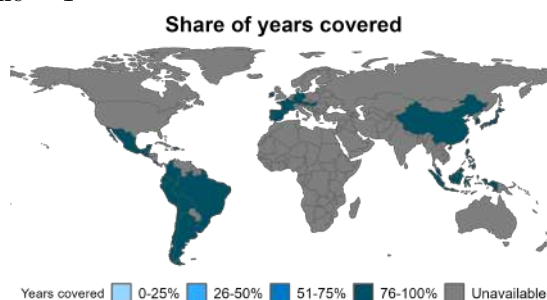 Share of years covered
Years covered 0-25% 26-50% 51-75% 76-100% Unavailable